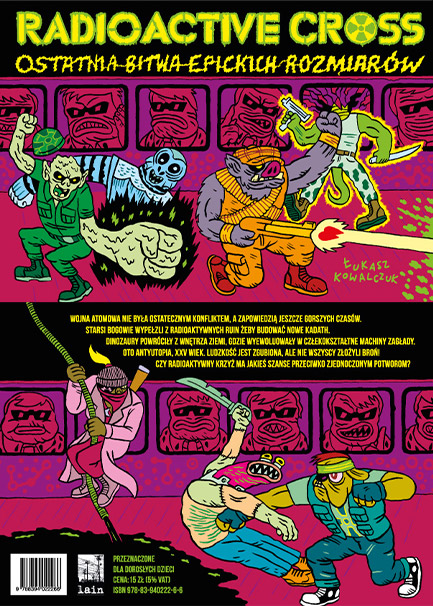 RADIOACTIVE CROSS
OSTATNIA BITWA EPICKICH ROZMIARÓW
ŁUKASZ
KOWALCZUK
WOJNA ATOMOWA NIE BYŁA OSTATECZNYM KONFLIKTEM, A ZAPOWIEDZIĄ JESZCZE GORSZYCH CZASÓW.
STARSI BOGOWIE WYPEŁZLI Z RADIOAKTYWNYCH RUIN ŻEBY BUDOWAĆ NOWE KADATH.
DINOZAURY POWRÓCIŁY Z WNĘTRZA ZIEMI, GDZIE WYEWOLUOWAŁY W CZŁEKOKSZTAŁTNE MACHINY ZAGŁADY.
OTO ANTYUTOPIA, XXV WIEK. LUDZKOŚĆ JEST ZGUBIONA, ALE NIE WSZYSCY ZŁOŻYLI BROŃ!
CZY RADIOAKTYWNY KRZYŻ MA JAKIEŚ SZANSE PRZECIWKO ZJEDNOCZONYM POTWOROM?
PRZEZNACZONE
DLA DOROSŁYCH DZIECI
CENA: 15 ZŁ (5% VAT)
ISBN 978-83-940222-6-6
lain
9 788394 022266